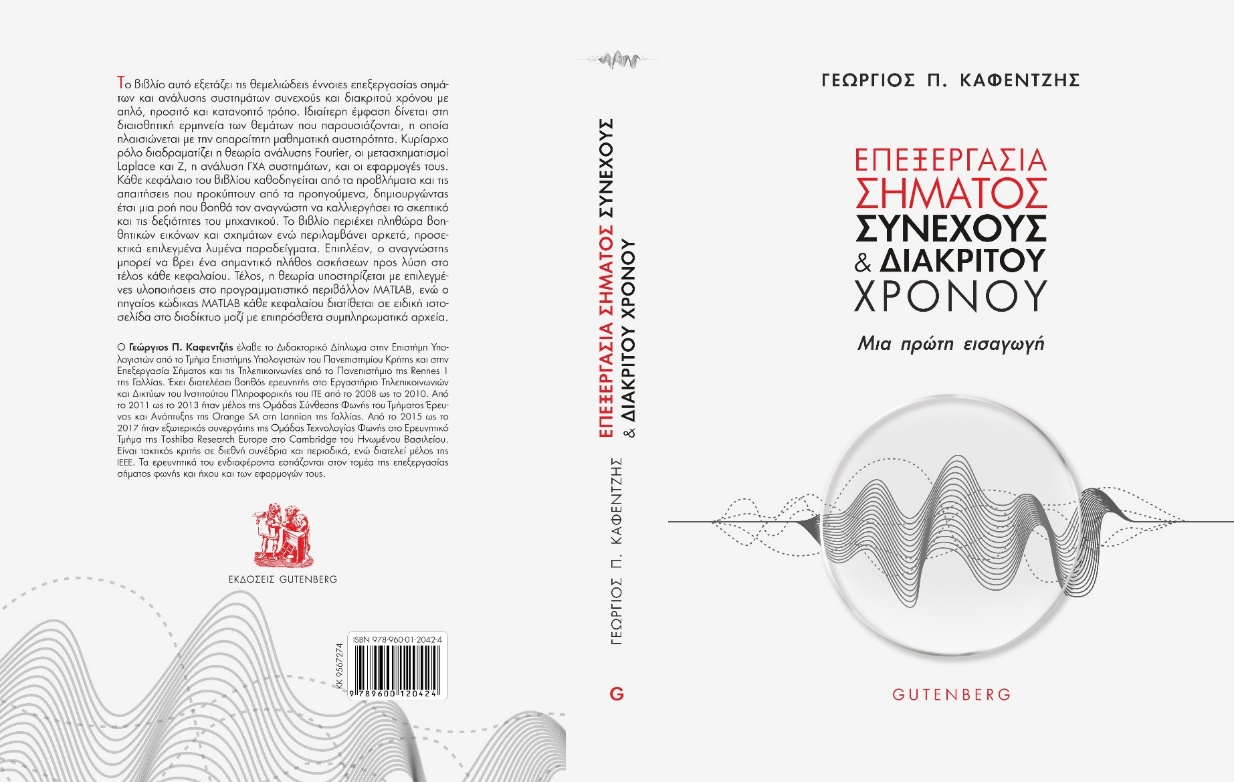 Το βιβλίο αυτό εξετάζει τις θεμελιώδεις έννοιες επεξεργασίας σημά-
των και ανάλυσης συστημάτων συνεχούς και διακριτού χρόνου με
απλό, προσιτό και κατανοητό τρόπο. Ιδιαίτερη έμφαση δίνεται στη
διαισθητική ερμηνεία των θεμάτων που παρουσιάζονται, η οποία
πλαισιώνεται με την απαραίτητη μαθηματική αυστηρότητα. Κυρίαρχο
ρόλο διαδραματίζει η θεωρία ανάλυσης Fourier, οι μετασχηματισμοί
Laplace και Z, η ανάλυση ΓΧΑ συστημάτων, και οι εφαρμογές τους.
Κάθε κεφάλαιο του βιβλίου καθοδηγείται από τα προβλήματα και τις
απαιτήσεις που προκύπτουν από τα προηγούμενα, δημιουργώντας
έτσι μια ροή που βοηθά τον αναγνώστη να καλλιεργήσει το σκεπτικό
και τις δεξιότητες του μηχανικού. Το βιβλίο περιέχει πληθώρα βοη-
θητικών εικόνων και σχημάτων ενώ περιλαμβάνει αρκετά, προσε-
κτικά επιλεγμένα λυμένα παραδείγματα. Επιπλέον, ο αναγνώστης
μπορεί να βρει ένα σημαντικό πλήθος ασκήσεων προς λύση στο
τέλος κάθε κεφαλαίου. Τέλος, η θεωρία υποστηρίζεται με επιλεγμέ-
νες υλοποιήσεις στο προγραμματιστικό περιβάλλον MATLAB, ενώ ο
πηγαίος κώδικας MATLAB κάθε κεφαλαίου διατίθεται σε ειδική ιστο-
σελίδα στο διαδίκτυο μαζί με επιπρόσθετα συμπληρωματικά αρχεία.
Ο Γεώργιος Π. Καφεντζής έλαβε το Διδακτορικό Δίπλωμα στην Επιστήμη Υπο-
λογιστών από το Τμήμα Επιστήμης Υπολογιστών του Πανεπιστημίου Κρήτης και στην
Επεξεργασία Σήματος και τις Τηλεπικοινωνίες από το Πανεπιστήμιο της Rennes 1
της Γαλλίας. Έχει διατελέσει βοηθός ερευνητής στο Εργαστήριο Τηλεπικοινωνιών
και Δικτύων του Ινστιτούτου Πληροφορικής του ΙΤΕ από το 2008 ως το 2010. Από
το 2011 ως το 2013 ήταν μέλος της Ομάδας Σύνθεσης Φωνής του Τμήματος Έρευ-
νας και Ανάπτυξης της Orange SA στη Lannion της Γαλλίας. Από το 2015 ως το
2017 ήταν εξωτερικός συνεργάτης της Ομάδας Τεχνολογίας Φωνής στο Ερευνητικό
Τμήμα της Toshiba Research Europe στο Cambridge του Ηνωμένου Βασιλείου.
Είναι τακτικός κριτής σε διεθνή συνέδρια και περιοδικά, ενώ διατελεί μέλος της
IEEE. Τα ερευνητικά του ενδιαφέροντα εστιάζονται στον τομέα της επεξεργασίας
σήματος φωνής και ήχου και των εφαρμογών τους.
ΕΚΔΟΣΕΙΣ GUTENBERG
ISBN 978-960-01-2042-4
ΚΚ 9567274
9 789600 120424
ΕΠΕΞΕΡΓΑΣΙΑ ΣΗΜΑΤΟΣ ΣΥΝΕΧΟΥΣ
& ΔΙΑΚΡΙΤΟΥ ΧΡΟΝΟΥ
ΓΕΩΡΓΙΟΣ Π. ΚΑΦΕΝΤΖΗΣ
G
ΓΕΩΡΓΙΟΣ Π. ΚΑΦΕΝΤΖΗΣ
ΕΠΕΞΕΡΓΑΣΙΑ
ΣΗΜΑΤΟΣ
ΣΥΝΕΧΟΥΣ
& ΔΙΑΚΡΙΤΟΥ
ΧΡΟΝΟΥ
Μια πρώτη εισαγωγή
GUTENBERG